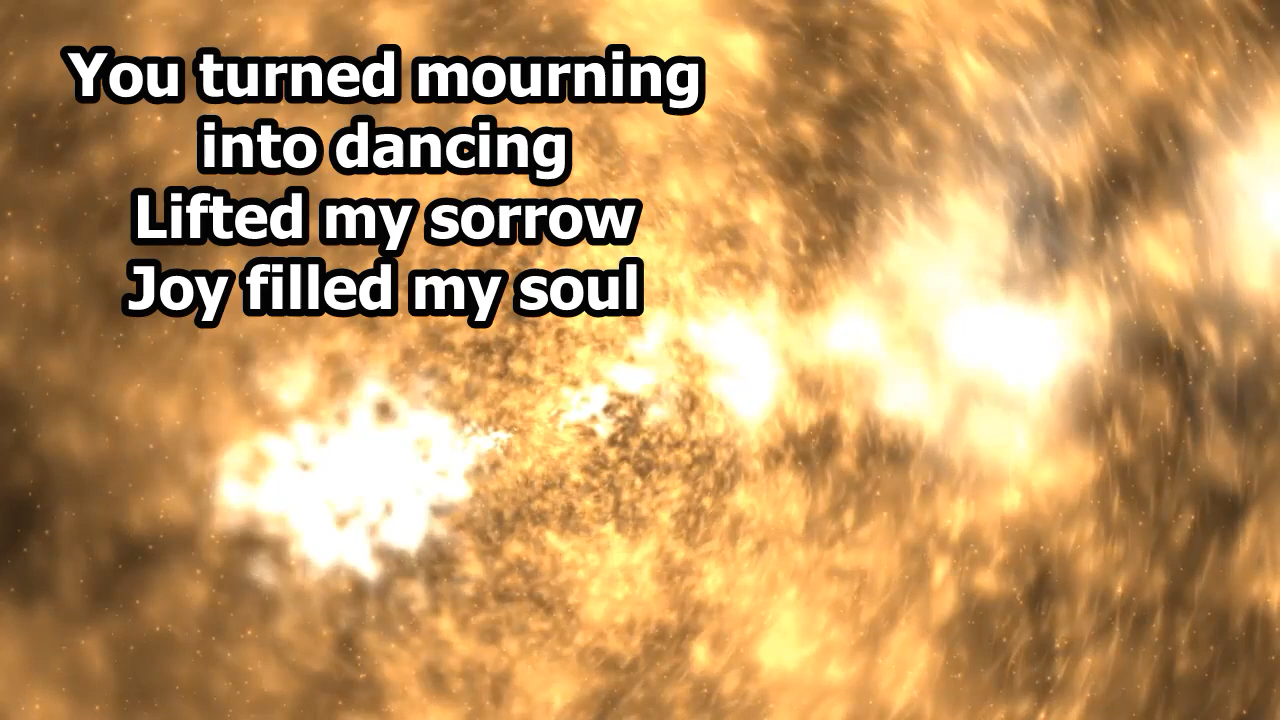 You turned mourning
into dancing
Lifted my sorrow
Joy filled my soul